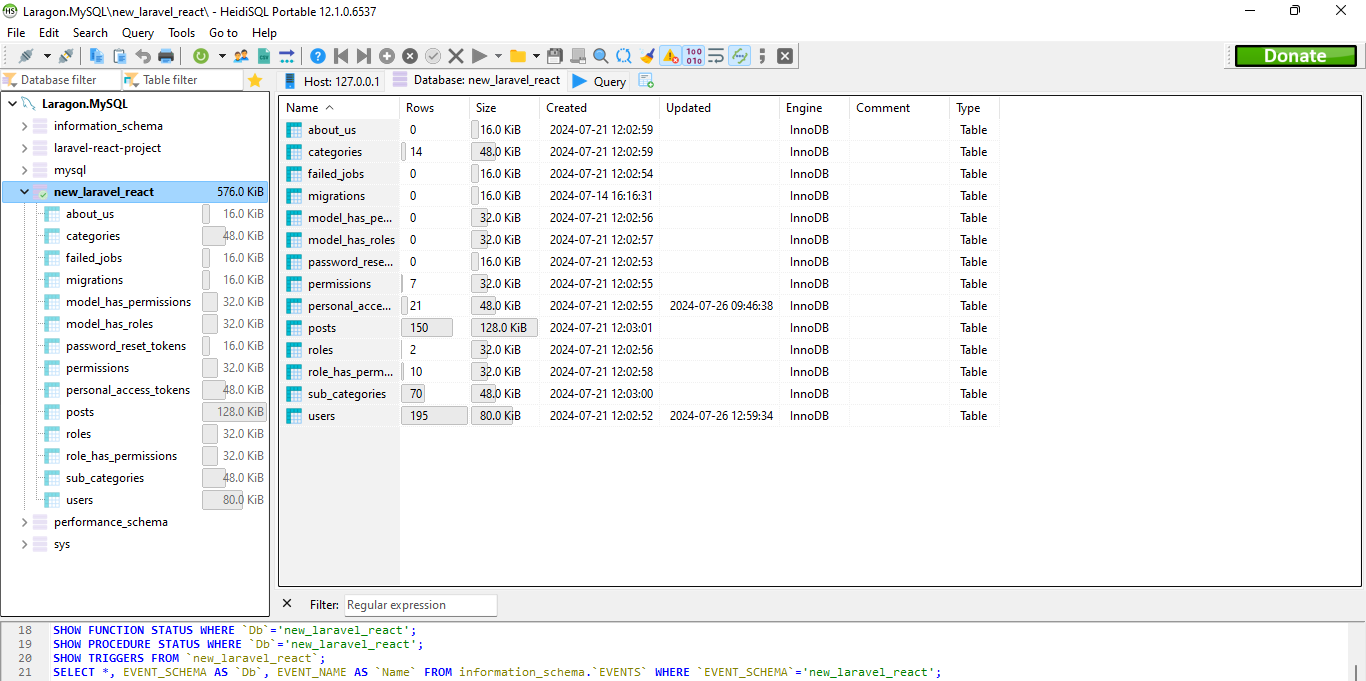 Laragon.MySQL\new_laravel_react\ - HeidiSQL Portable 12.1.0.6537
File Edit Search Query Tools Go to Help
Donate
Database filter Table filter Host: 127.0.0.1 Database: new_laravel_react Query
Laragon.MySQL
information_schema
laravel-react-project
mysql
new_laravel_react 576.0 KiB
about_us 16.0 KiB
categories 48.0 KiB
failed_jobs 16.0 KiB
migrations 16.0 KiB
model_has_permissions 32.0 KiB
model_has_roles 32.0 KiB
password_reset_tokens 16.0 KiB
permissions 32.0 KiB
personal_access_tokens 48.0 KiB
posts 128.0 KiB
roles 32.0 KiB
role_has_permissions 32.0 KiB
sub_categories 48.0 KiB
users 80.0 KiB
performance_schema
sys
Name Rows Size Created Updated Engine Comment Type
about_us 0 16.0 KiB 2024-07-21 12:02:59 InnoDB Table
categories 14 48.0 KiB 2024-07-21 12:02:59 InnoDB Table
failed_jobs 0 16.0 KiB 2024-07-21 12:02:54 InnoDB Table
migrations 0 16.0 KiB 2024-07-14 16:16:31 InnoDB Table
model_has_pe... 0 32.0 KiB 2024-07-21 12:02:56 InnoDB Table
model_has_roles 0 32.0 KiB 2024-07-21 12:02:57 InnoDB Table
password_rese... 0 16.0 KiB 2024-07-21 12:02:53 InnoDB Table
permissions 7 32.0 KiB 2024-07-21 12:02:55 InnoDB Table
personal_acce... 21 48.0 KiB 2024-07-21 12:02:55 2024-07-26 09:46:38 InnoDB Table
posts 150 128.0 KiB 2024-07-21 12:03:01 InnoDB Table
roles 2 32.0 KiB 2024-07-21 12:02:56 InnoDB Table
role_has_perm... 10 32.0 KiB 2024-07-21 12:02:58 InnoDB Table
sub_categories 70 48.0 KiB 2024-07-21 12:03:00 InnoDB Table
users 195 80.0 KiB 2024-07-21 12:02:52 2024-07-26 12:59:34 InnoDB Table
Filter: Regular expression
18 SHOW FUNCTION STATUS WHERE `Db`='new_laravel_react';
19 SHOW PROCEDURE STATUS WHERE `Db`='new_laravel_react';
20 SHOW TRIGGERS FROM `new_laravel_react`;
21 SELECT *, EVENT_SCHEMA AS `Db`, EVENT_NAME AS `Name` FROM information_schema.`EVENTS` WHERE `EVENT_SCHEMA`='new_laravel_react';